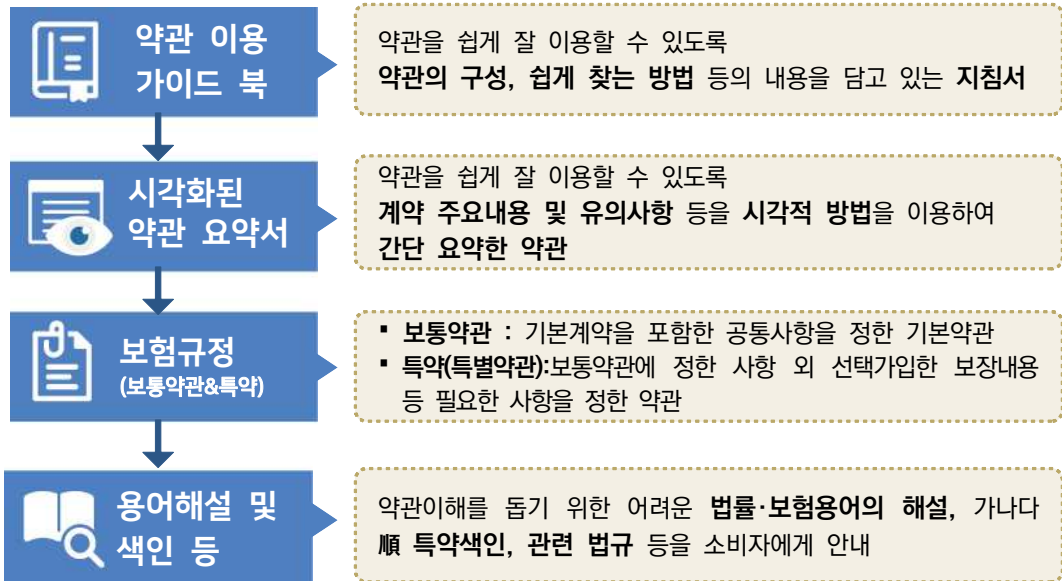 약관 이용
가이드 북
약관을 쉽게 잘 이용할 수 있도록
약관의 구성, 쉽게 찾는 방법 등의 내용을 담고 있는 지침서
시각화된
약관 요약서
약관을 쉽게 잘 이용할 수 있도록
계약 주요내용 및 유의사항 등을 시각적 방법을 이용하여
간단 요약한 약관
보험규정
(보통약관&특약)
▪ 보통약관 : 기본계약을 포함한 공통사항을 정한 기본약관
▪ 특약(특별약관):보통약관에 정한 사항 외 선택가입한 보장내용
등 필요한 사항을 정한 약관
용어해설 및
색인 등
약관이해를 돕기 위한 어려운 법률·보험용어의 해설, 가나다
順 특약색인, 관련 법규 등을 소비자에게 안내